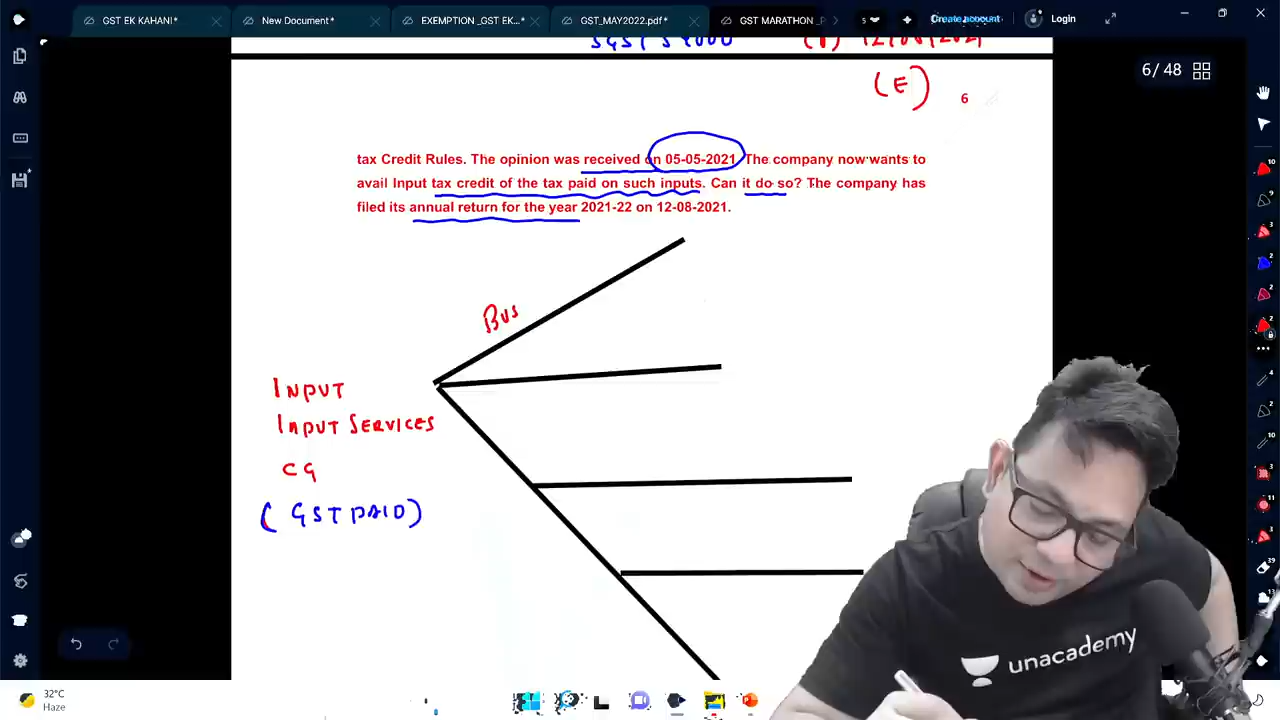 GST EK KAHANI*
New Document*
EXEMPTION _GST EK...*
GST_MAY2022.pdf*
GST MARATHON _
5
Create account
Login
6/48
(E)
6
tax Credit Rules. The opinion was received on 05-05-2021. The company now wants to
avail Input tax credit of the tax paid on such inputs. Can it do so? The company has
filed its annual return for the year 2021-22 on 12-08-2021.
BUS
INPUT
INPUT SERVICES
CG
(GST PAID)
unacademy
32°C
Haze